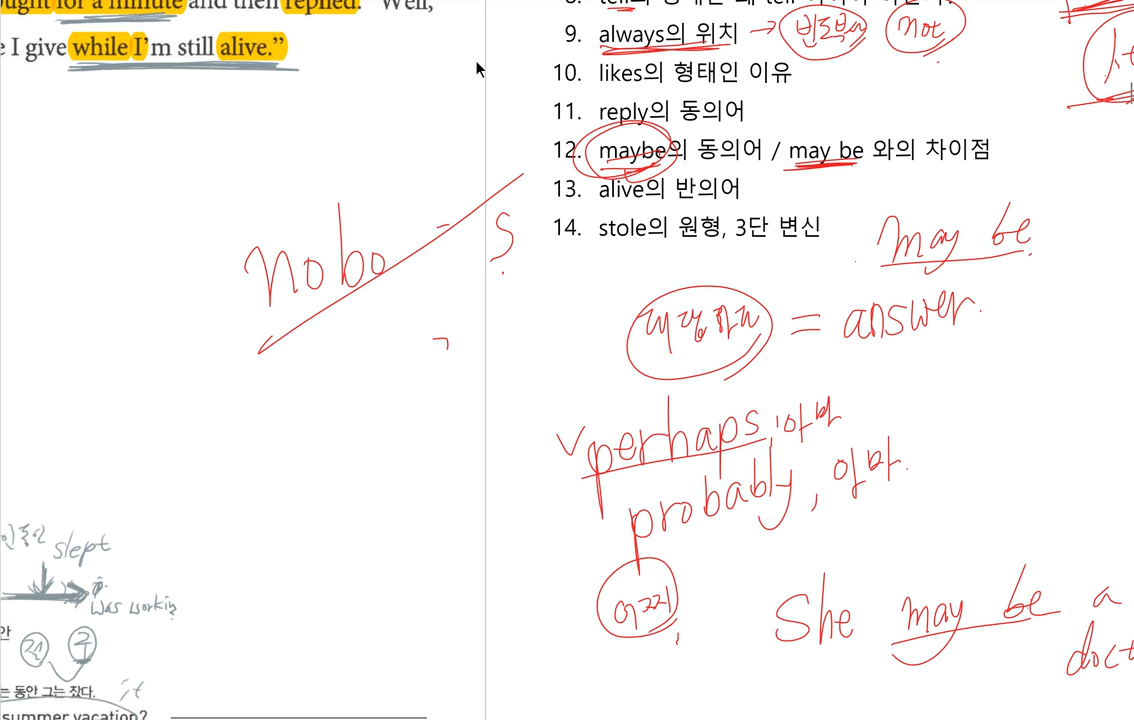 ought for a minute and then replied. "Well,
e I give while I'm still alive."
9. always의 위치 → 빈도부사 not
10. likes의 형태인 이유
11. reply의 동의어
12. maybe의 동의어 / may be 와의 차이점
13. alive의 반의어
14. stole의 원형, 3단 변신
may be
nobo s
대답하다 = answer.
perhaps, 아마
probably, 아마.
slept
was workin
어찌
She may be a
doct
전 주
는 동안 그는 잤다. it
summer vacation?